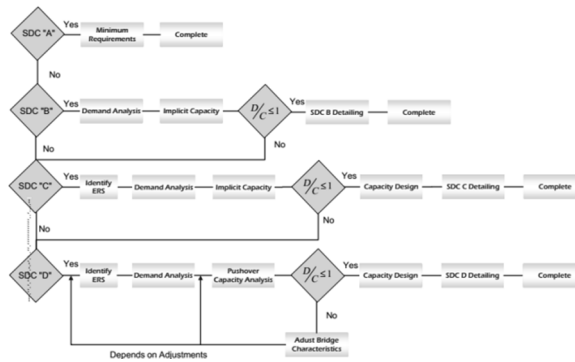 SDC "A"
Yes
Minimum
Requirements
Complete
No
SDC "B"
Yes
Demand Analysis
Implicit Capacity
D/C ≤ 1
Yes
SDC B Detailing
Complete
No
No
SDC "C"
Yes
Identify
ERS
Demand Analysis
Implicit Capacity
D/C ≤ 1
Yes
Capacity Design
SDC C Detailing
Complete
No
No
SDC "D"
Yes
Identify
ERS
Demand Analysis
Pushover
Capacity Analysis
D/C ≤ 1
Yes
Capacity Design
SDC D Detailing
Complete
No
Adust Bridge
Characteristics
Depends on Adjustments